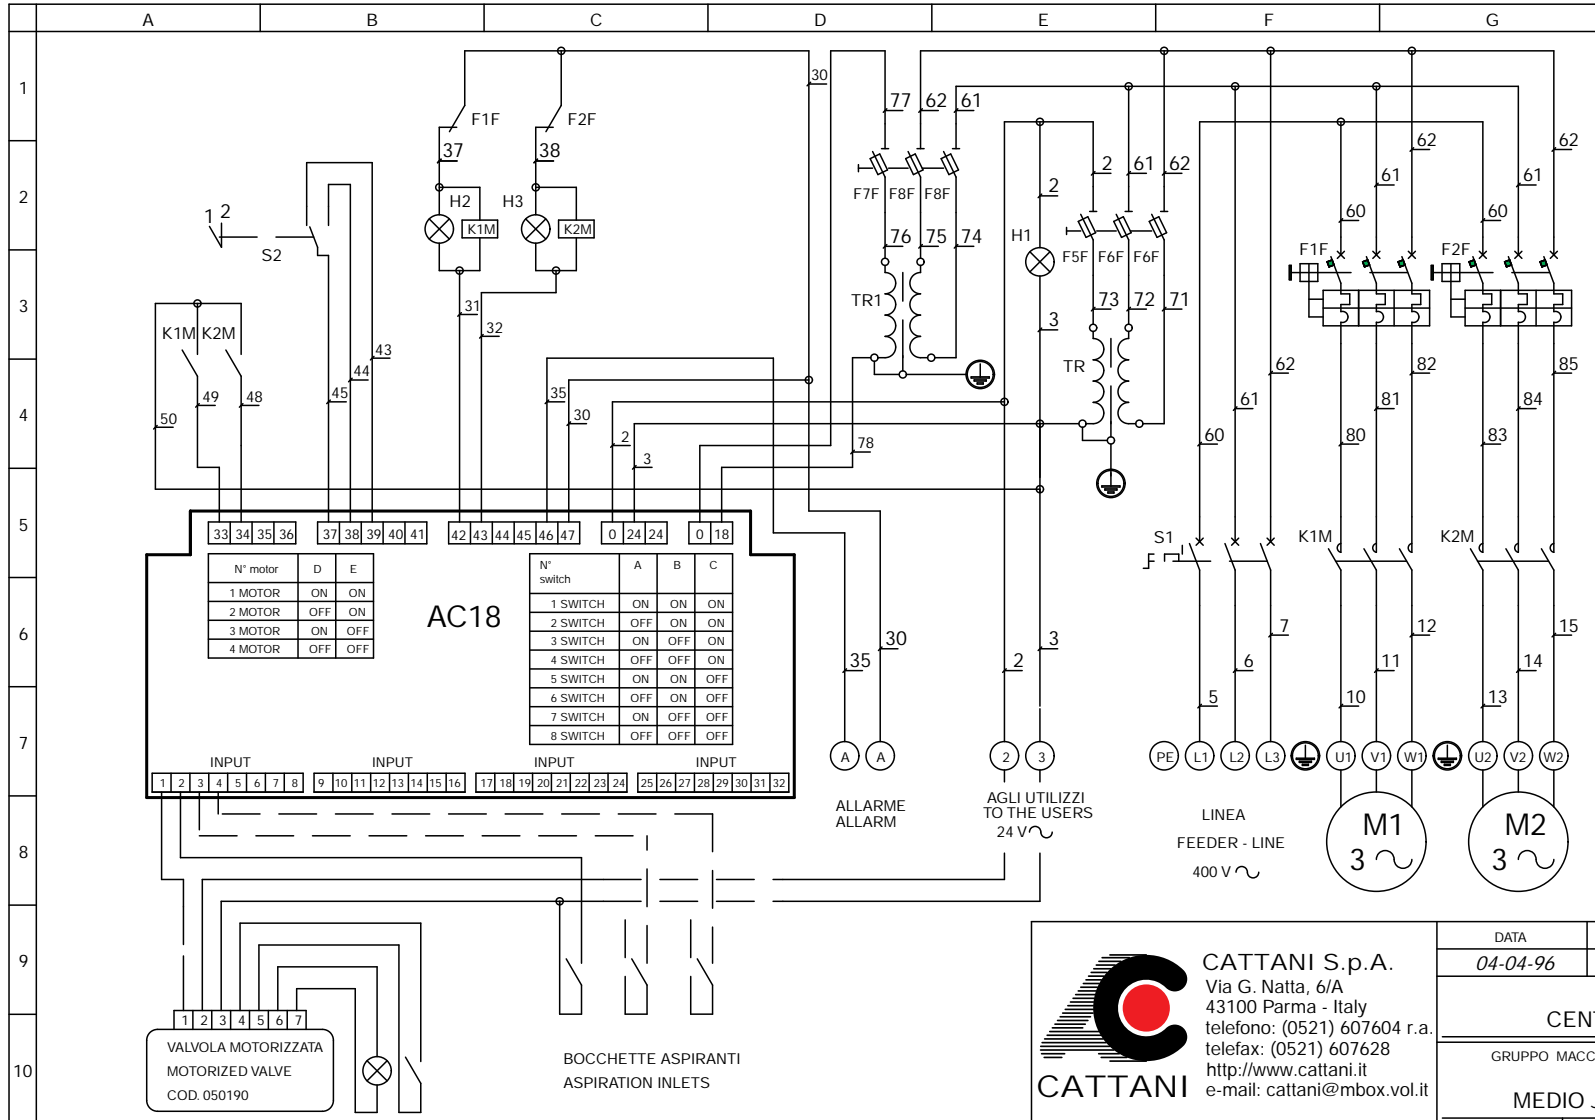 A B C D E F G
1
2
3
4
5
6
7
8
9
10
30
77 62 61
F1F F2F
37 38
62 62
2 61 62
61 61
F7F F8F F8F
2
1 2
S2
H2 H3
K1M K2M
H1
60 60
76 75 74
F5F F6F F6F
F1F F2F
TR1
31
32
73 72 71
3
K1M K2M
43
44
45
49 48
50
TR
62 82 85
35
30
61 81 84
2
3
78
60 80 83
33 34 35 36
37 38 39 40 41
42 43 44 45 46 47
0 24 24
0 18
S1
K1M K2M
N° motor D E
1 MOTOR ON ON
2 MOTOR OFF ON
3 MOTOR ON OFF
4 MOTOR OFF OFF
AC18
N° switch A B C
1 SWITCH ON ON ON
2 SWITCH OFF ON ON
3 SWITCH ON OFF ON
4 SWITCH OFF OFF ON
5 SWITCH ON ON OFF
6 SWITCH OFF ON OFF
7 SWITCH ON OFF OFF
8 SWITCH OFF OFF OFF
35 30
2 3
7 12 15
6 11 14
5 10 13
INPUT INPUT INPUT INPUT
1 2 3 4 5 6 7 8
9 10 11 12 13 14 15 16
17 18 19 20 21 22 23 24
25 26 27 28 29 30 31 32
A A
2 3
PE L1 L2 L3 U1 V1 W1 U2 V2 W2
ALLARME
ALLARM
AGLI UTILIZZI
TO THE USERS
24 V
LINEA
FEEDER - LINE
400 V
M1
3
M2
3
1 2 3 4 5 6 7
VALVOLA MOTORIZZATA
MOTORIZED VALVE
COD. 050190
BOCCHETTE ASPIRANTI
ASPIRATION INLETS
CATTANI
CATTANI S.p.A.
Via G. Natta, 6/A
43100 Parma - Italy
telefono: (0521) 607604 r.a.
telefax: (0521) 607628
http://www.cattani.it
e-mail: cattani@mbox.vol.it
DATA
04-04-96
CEN
GRUPPO MACC
MEDIO